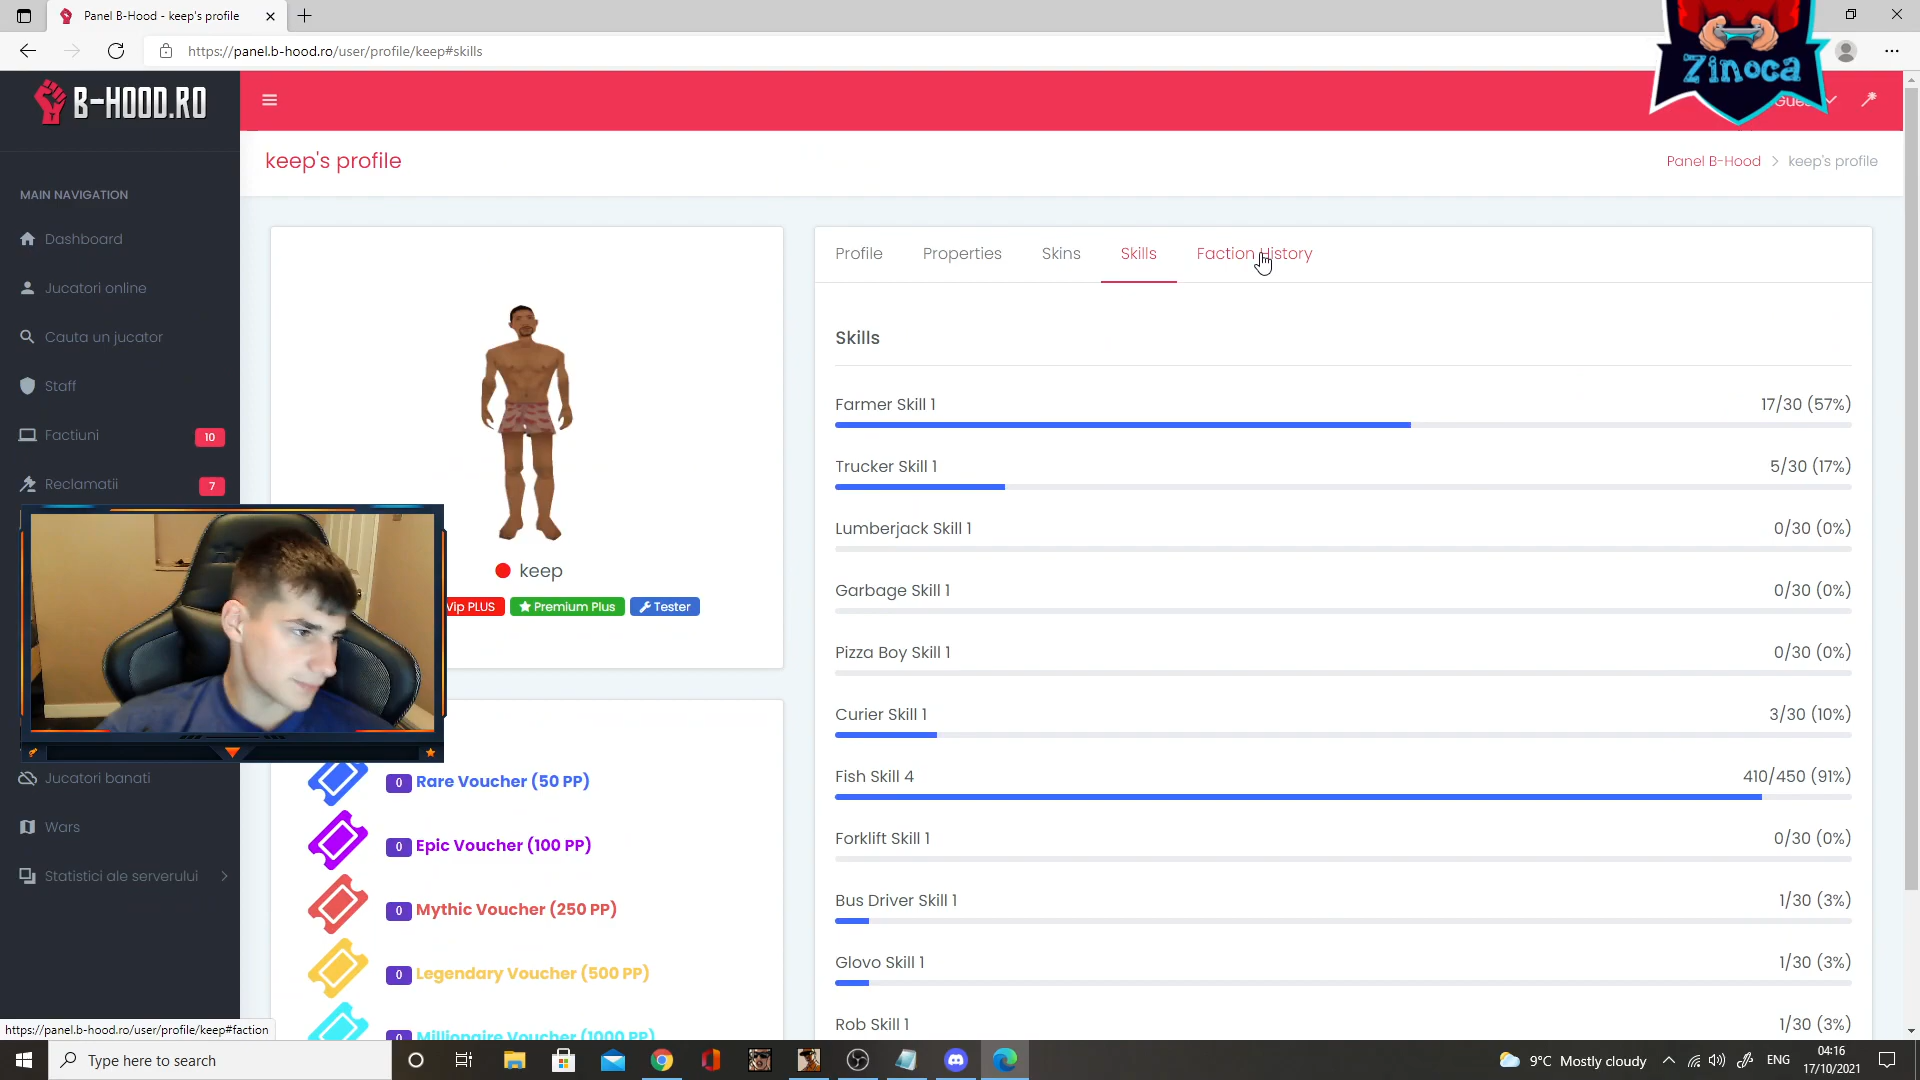 Panel B-Hood - keep's profile
https://panel.b-hood.ro/user/profile/keep#skills
Zinoca
B-HOOD.RO
keep's profile
Panel B-Hood > keep's profile
MAIN NAVIGATION
Dashboard
Jucatori online
Cauta un jucator
Staff
Factiuni 10
Reclamatii 7
Jucatori banati
Wars
Statistici ale serverului
keep
Vip PLUS Premium Plus Tester
0 Rare Voucher (50 PP)
0 Epic Voucher (100 PP)
0 Mythic Voucher (250 PP)
0 Legendary Voucher (500 PP)
0 Millionaire Voucher (1000 PP)
Profile Properties Skins Skills Faction History
Skills
Farmer Skill 1 17/30 (57%)
Trucker Skill 1 5/30 (17%)
Lumberjack Skill 1 0/30 (0%)
Garbage Skill 1 0/30 (0%)
Pizza Boy Skill 1 0/30 (0%)
Curier Skill 1 3/30 (10%)
Fish Skill 4 410/450 (91%)
Forklift Skill 1 0/30 (0%)
Bus Driver Skill 1 1/30 (3%)
Glovo Skill 1 1/30 (3%)
Rob Skill 1 1/30 (3%)
https://panel.b-hood.ro/user/profile/keep#faction
Type here to search
9°C Mostly cloudy
ENG
04:16
17/10/2021